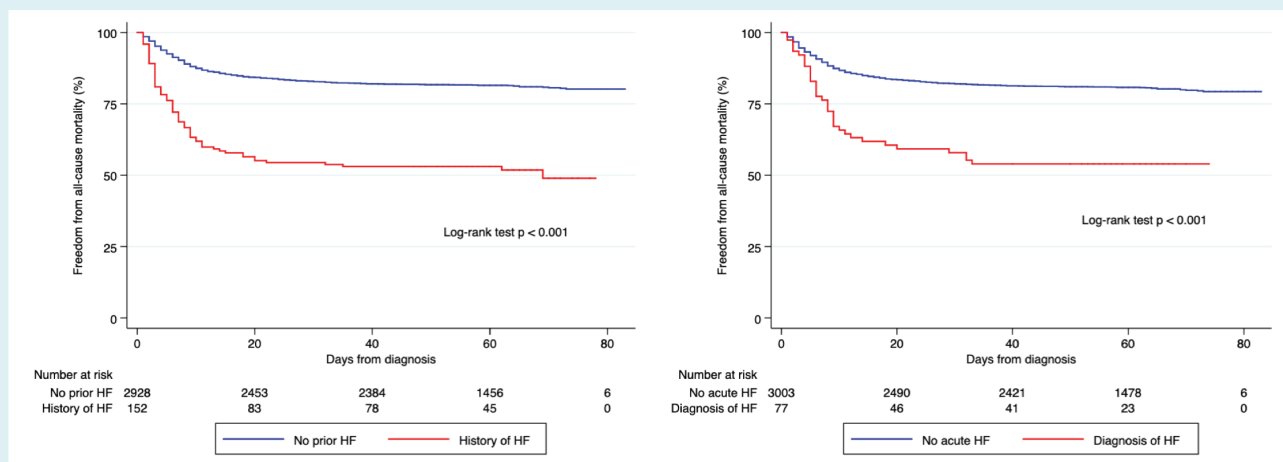 Freedom from all-cause mortality (%)
100
75
50
25
0
Log-rank test p < 0.001
0 20 40 60 80
Days from diagnosis
Number at risk
No prior HF 2928 2453 2384 1456 6
History of HF 152 83 78 45 0
No prior HF History of HF
Freedom from all-cause mortality (%)
100
75
50
25
0
Log-rank test p < 0.001
0 20 40 60 80
Days from diagnosis
Number at risk
No acute HF 3003 2490 2421 1478 6
Diagnosis of HF 77 46 41 23 0
No acute HF Diagnosis of HF